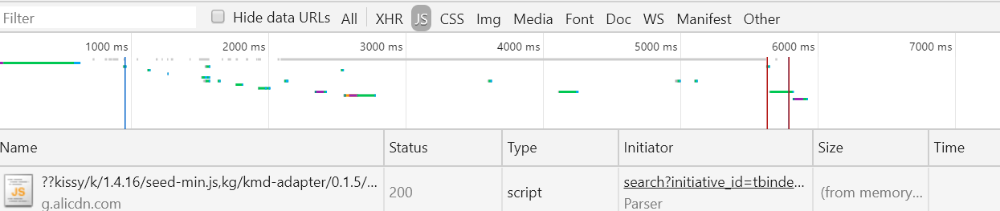 Filter Hide data URLs All XHR JS CSS Img Media Font Doc WS Manifest Other
1000 ms 2000 ms 3000 ms 4000 ms 5000 ms 6000 ms 7000 ms
Name Status Type Initiator Size Time
??kissy/k/1.4.16/seed-min.js,kg/kmd-adapter/0.1.5/... 200 script search?initiative_id=tbinde... (from memory...
g.alicdn.com Parser